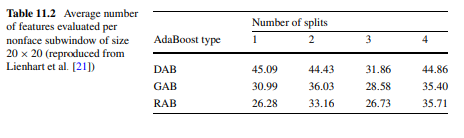 Table 11.2 Average number
of features evaluated per
nonface subwindow of size
20 × 20 (reproduced from
Lienhart et al. [21])
Number of splits
AdaBoost type 1 2 3 4
DAB 45.09 44.43 31.86 44.86
GAB 30.99 36.03 28.58 35.40
RAB 26.28 33.16 26.73 35.71